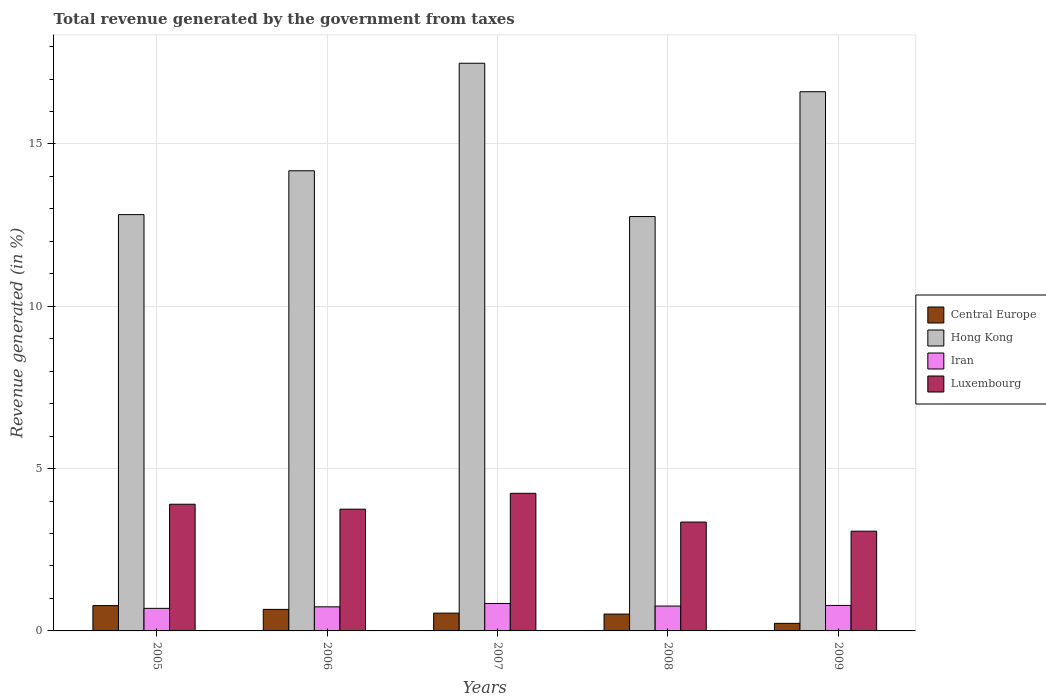 Total revenue generated by the government from taxes
Revenue generated (in %)
15
10
5
0
2005
2006
2007
2008
2009
Years
Central Europe
Hong Kong
Iran
Luxembourg